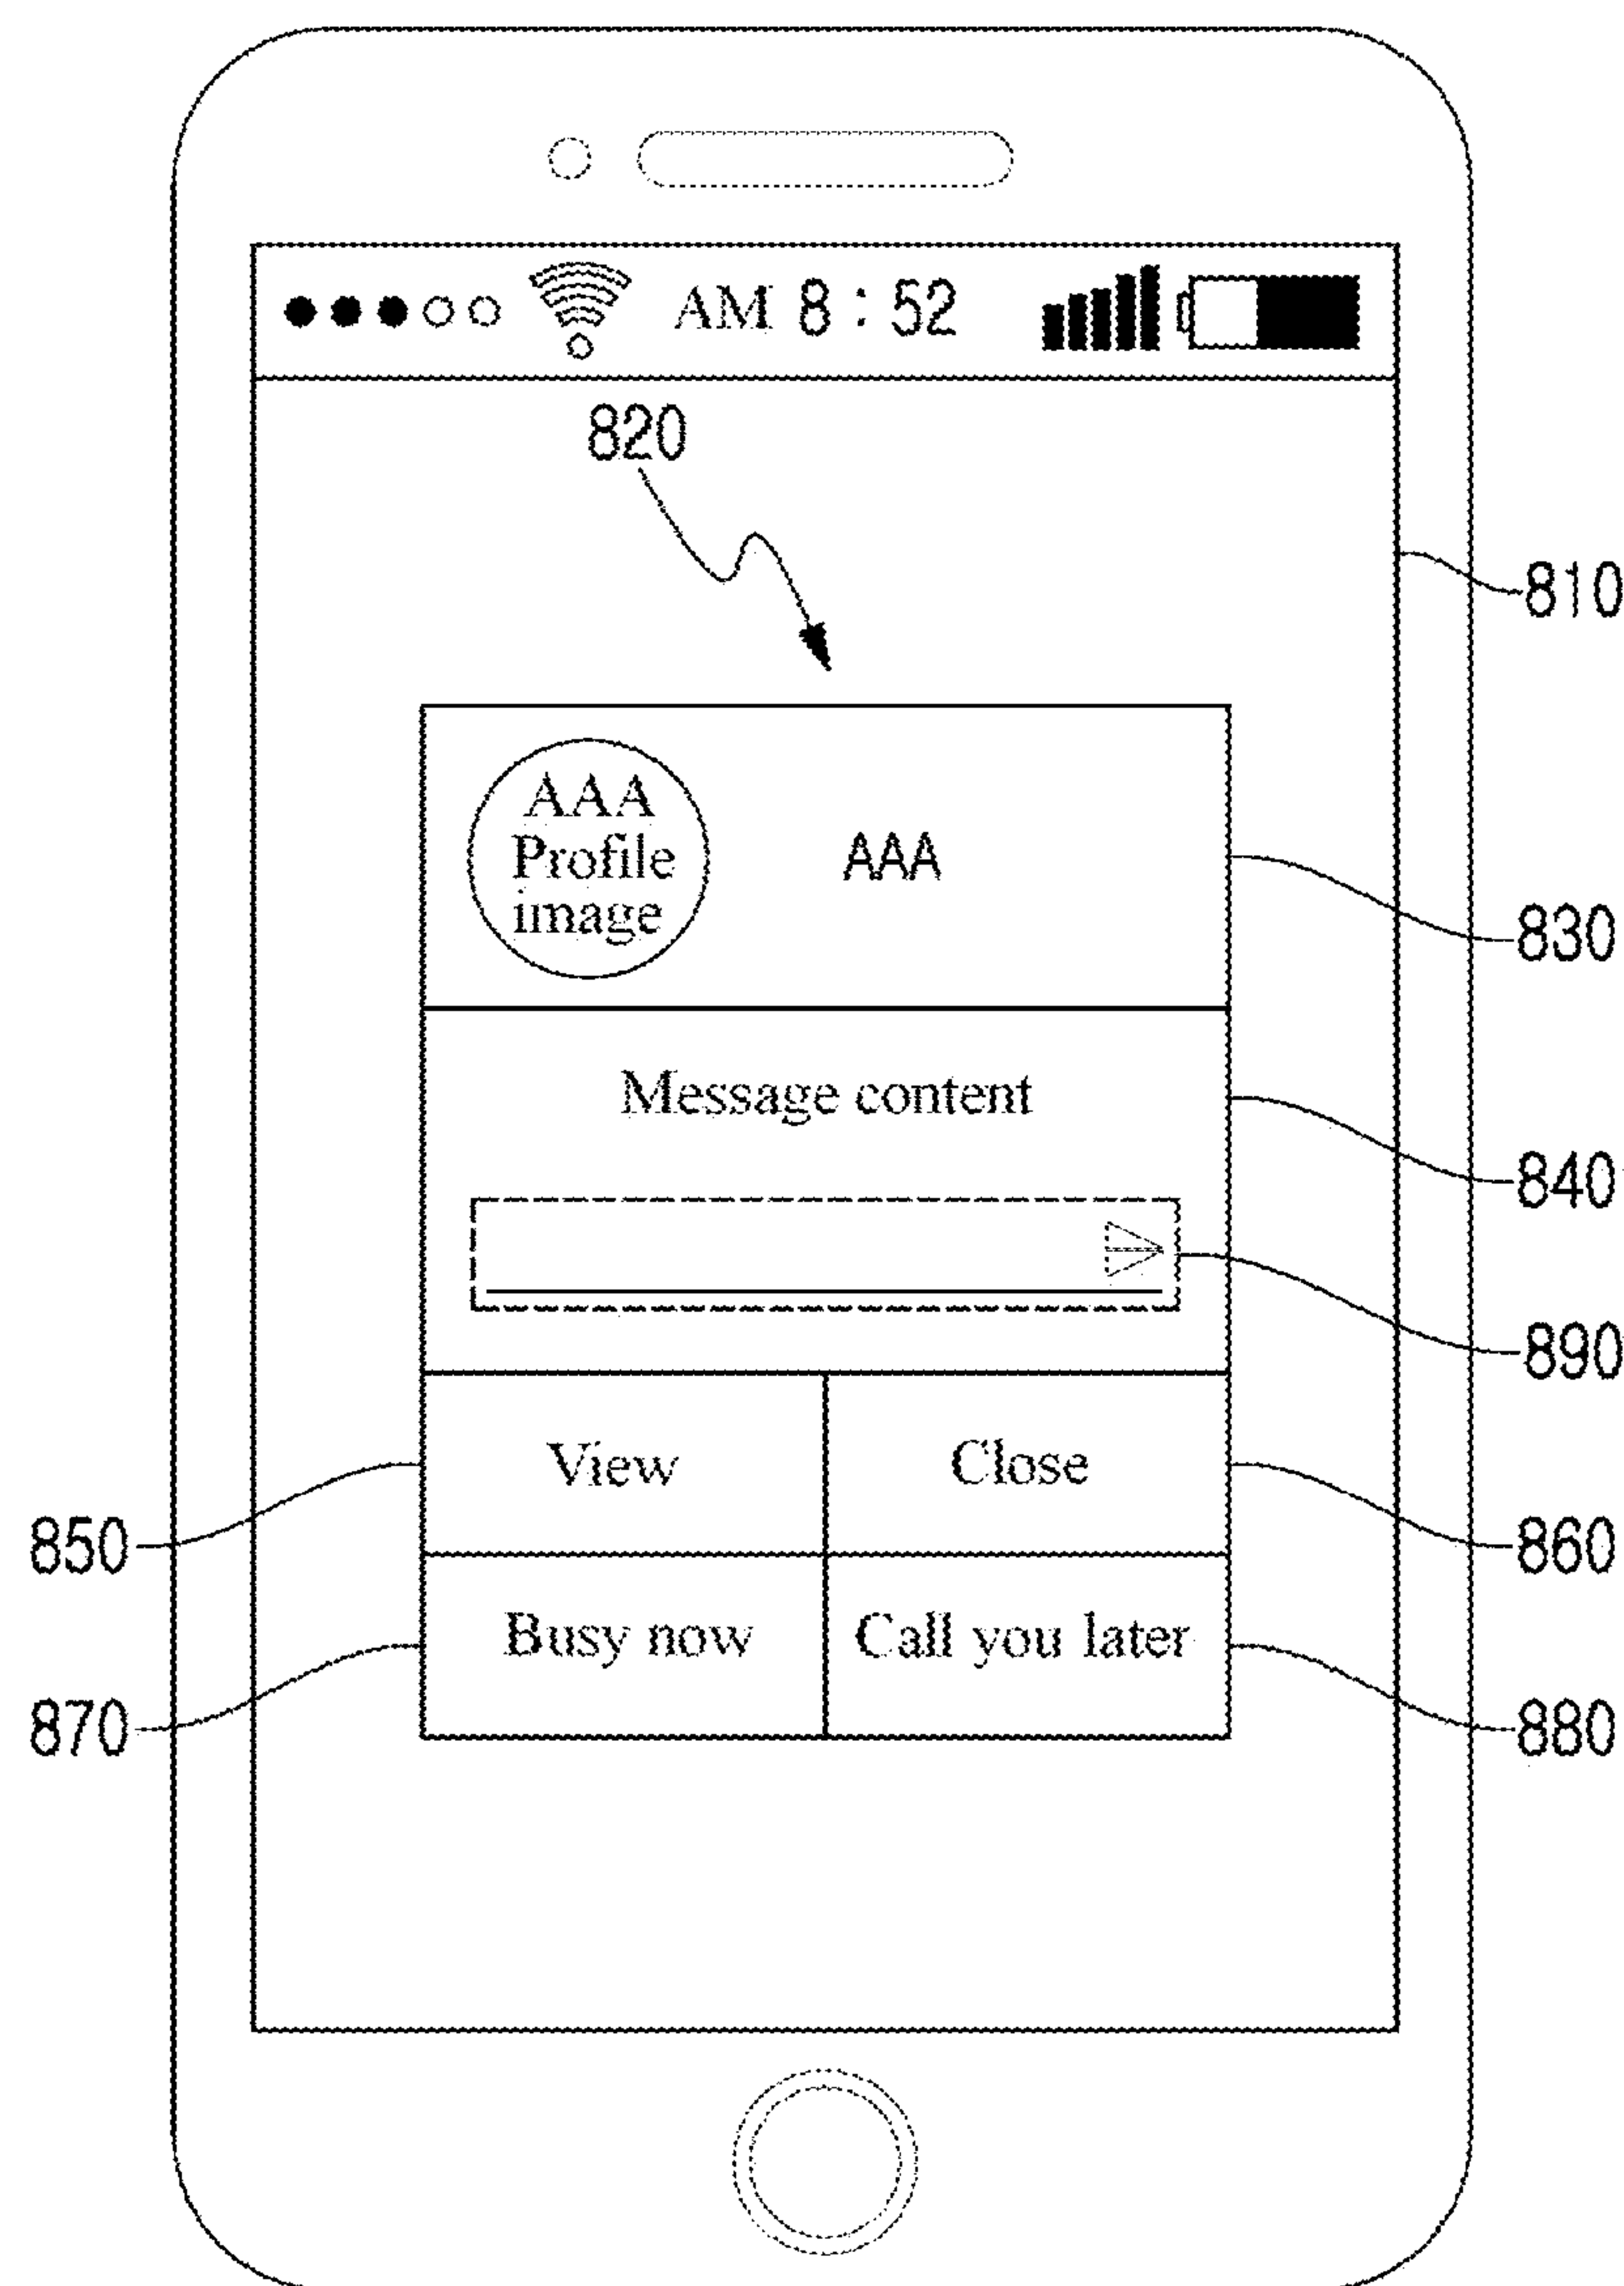 AM 8 : 52
820
810
AAA
Profile
image
AAA
830
Message content
840
890
View
Close
850
860
Busy now
Call you later
870
880